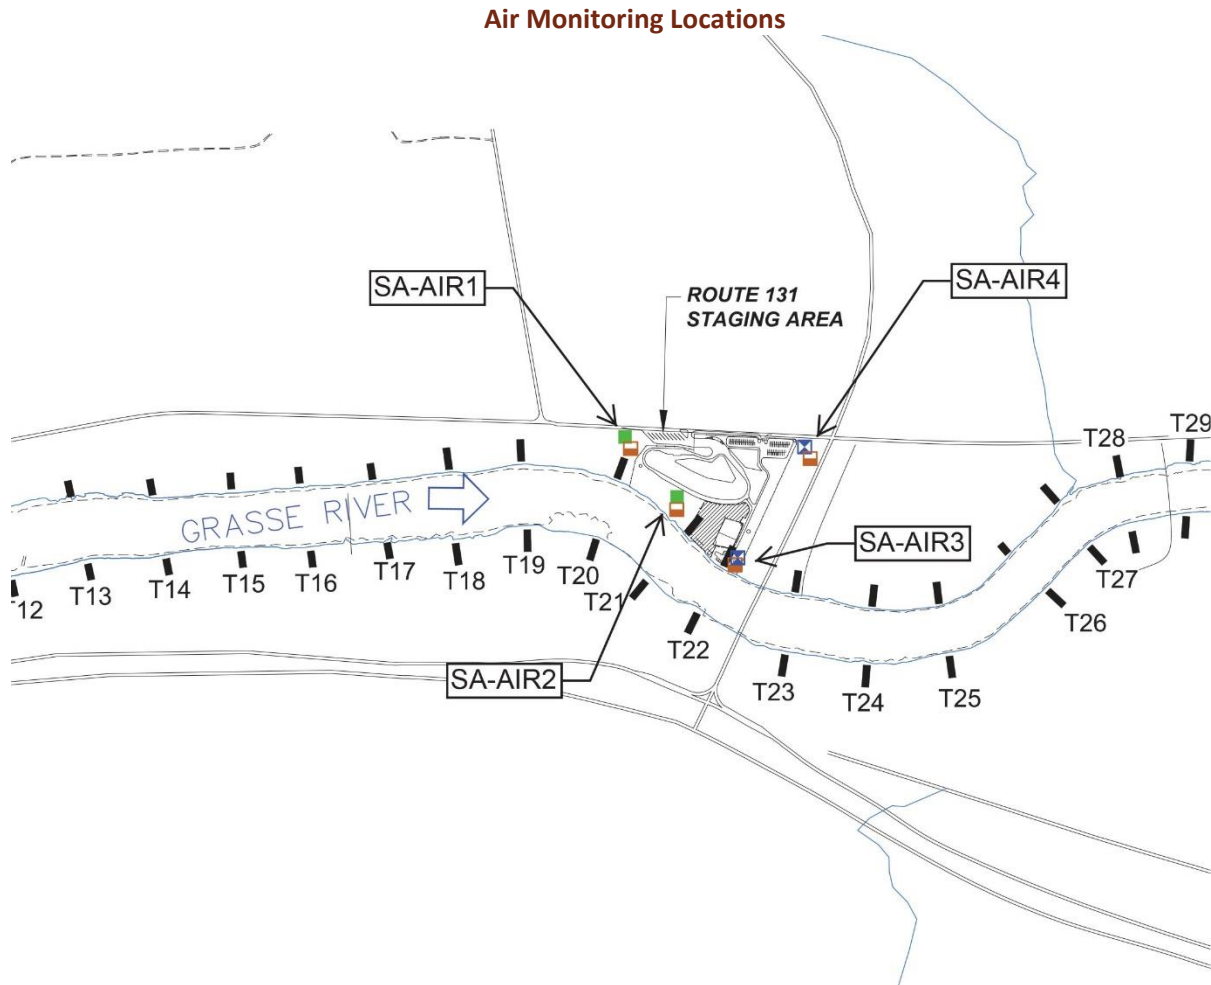 Air Monitoring Locations
SA-AIR1
SA-AIR4
ROUTE 131
STAGING AREA
T28
T29
GRASSE RIVER
SA-AIR3
T12
T13
T14
T15
T16
T17
T18
T19
T20
T21
T22
T23
T24
T25
T26
T27
SA-AIR2